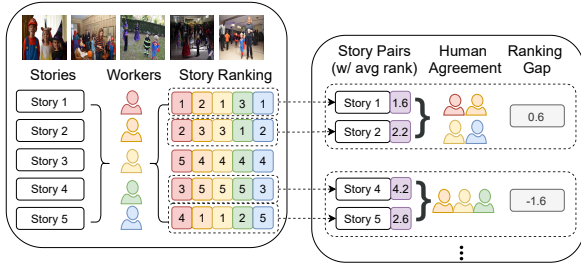 Stories Workers Story Ranking
Story 1
Story 2
Story 3
Story 4
Story 5
1 2 1 3 1
2 3 3 1 2
5 4 4 4 4
3 5 5 5 3
4 1 1 2 5
Story Pairs
(w/ avg rank)
Human
Agreement
Ranking
Gap
Story 1 1.6
Story 2 2.2
0.6
Story 4 4.2
Story 5 2.6
-1.6